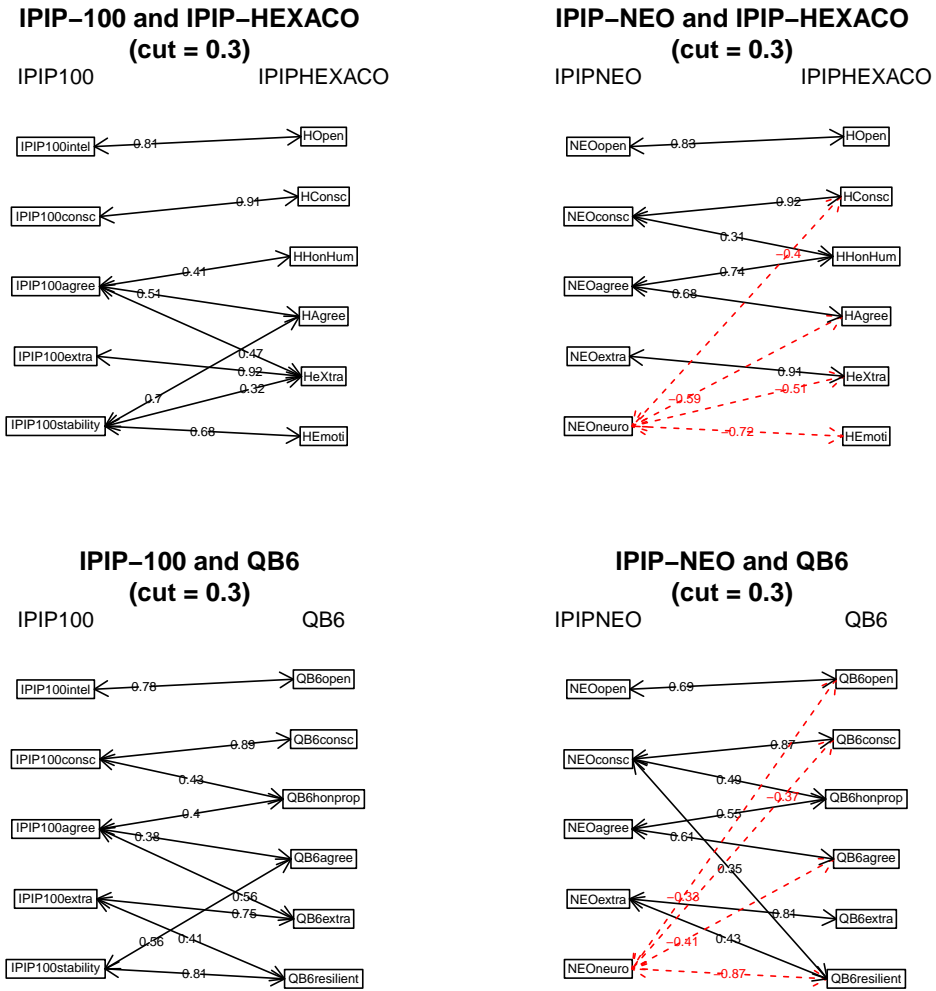 IPIP−100 and IPIP−HEXACO
(cut = 0.3)
IPIP100 IPIPHEXACO
HOpen
IPIP100intel
0.81
HConsc
0.91
IPIP100consc
HHonHum
0.41
IPIP100agree
0.51
HAgree
0.47
IPIP100extra
0.92
HeXtra
0.32
0.7
IPIP100stability
0.68
HEmoti
IPIP−NEO and IPIP−HEXACO
(cut = 0.3)
IPIPNEO IPIPHEXACO
HOpen
NEOopen
0.83
HConsc
0.92
NEOconsc
0.31
−0.4
HHonHum
0.74
NEOagree
0.68
HAgree
NEOextra
0.91
HeXtra
−0.51
−0.59
NEOneuro
−0.72
HEmoti
IPIP−100 and QB6
(cut = 0.3)
IPIP100 QB6
QB6open
IPIP100intel
0.78
QB6consc
0.89
IPIP100consc
0.43
QB6honprop
0.4
IPIP100agree
0.38
QB6agree
0.56
IPIP100extra
0.75
QB6extra
0.41
0.56
IPIP100stability
0.81
QB6resilient
IPIP−NEO and QB6
(cut = 0.3)
IPIPNEO QB6
QB6open
NEOopen
0.69
QB6consc
0.87
NEOconsc
0.49
−0.37
QB6honprop
0.55
NEOagree
0.61
QB6agree
0.35
−0.33
NEOextra
0.81
QB6extra
0.43
−0.41
NEOneuro
−0.87
QB6resilient